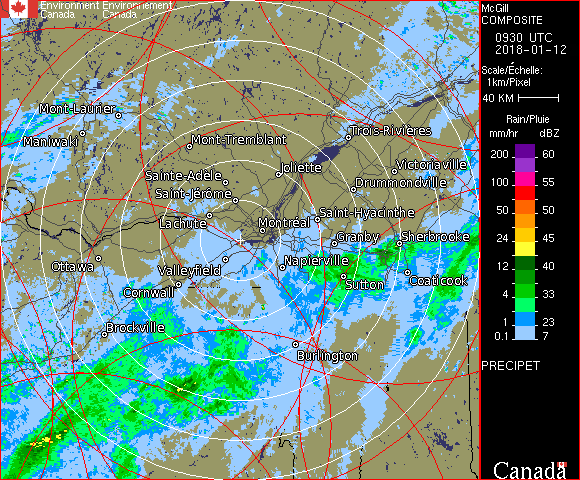 Environment Environnement
Canada Canada
McGill
COMPOSITE
0930 UTC
2018-01-12
Scale/Échelle:
1km/Pixel
40 KM
Rain/Pluie
mm/hr dBZ
200 60
100 55
50 50
24 45
12 40
4 33
1 23
0.1 7
PRECIPET
Canada
Mont-Laurier
Maniwaki
Mont-Tremblant
Trois-Rivières
Sainte-Adèle
Joliette
Victoriaville
Saint-Jérôme
Drummondville
Lachute
Saint-Hyacinthe
Montréal
Granby
Sherbrooke
Ottawa
Valleyfield
Napierville
Cornwall
Sutton
Coaticook
Brockville
Burlington